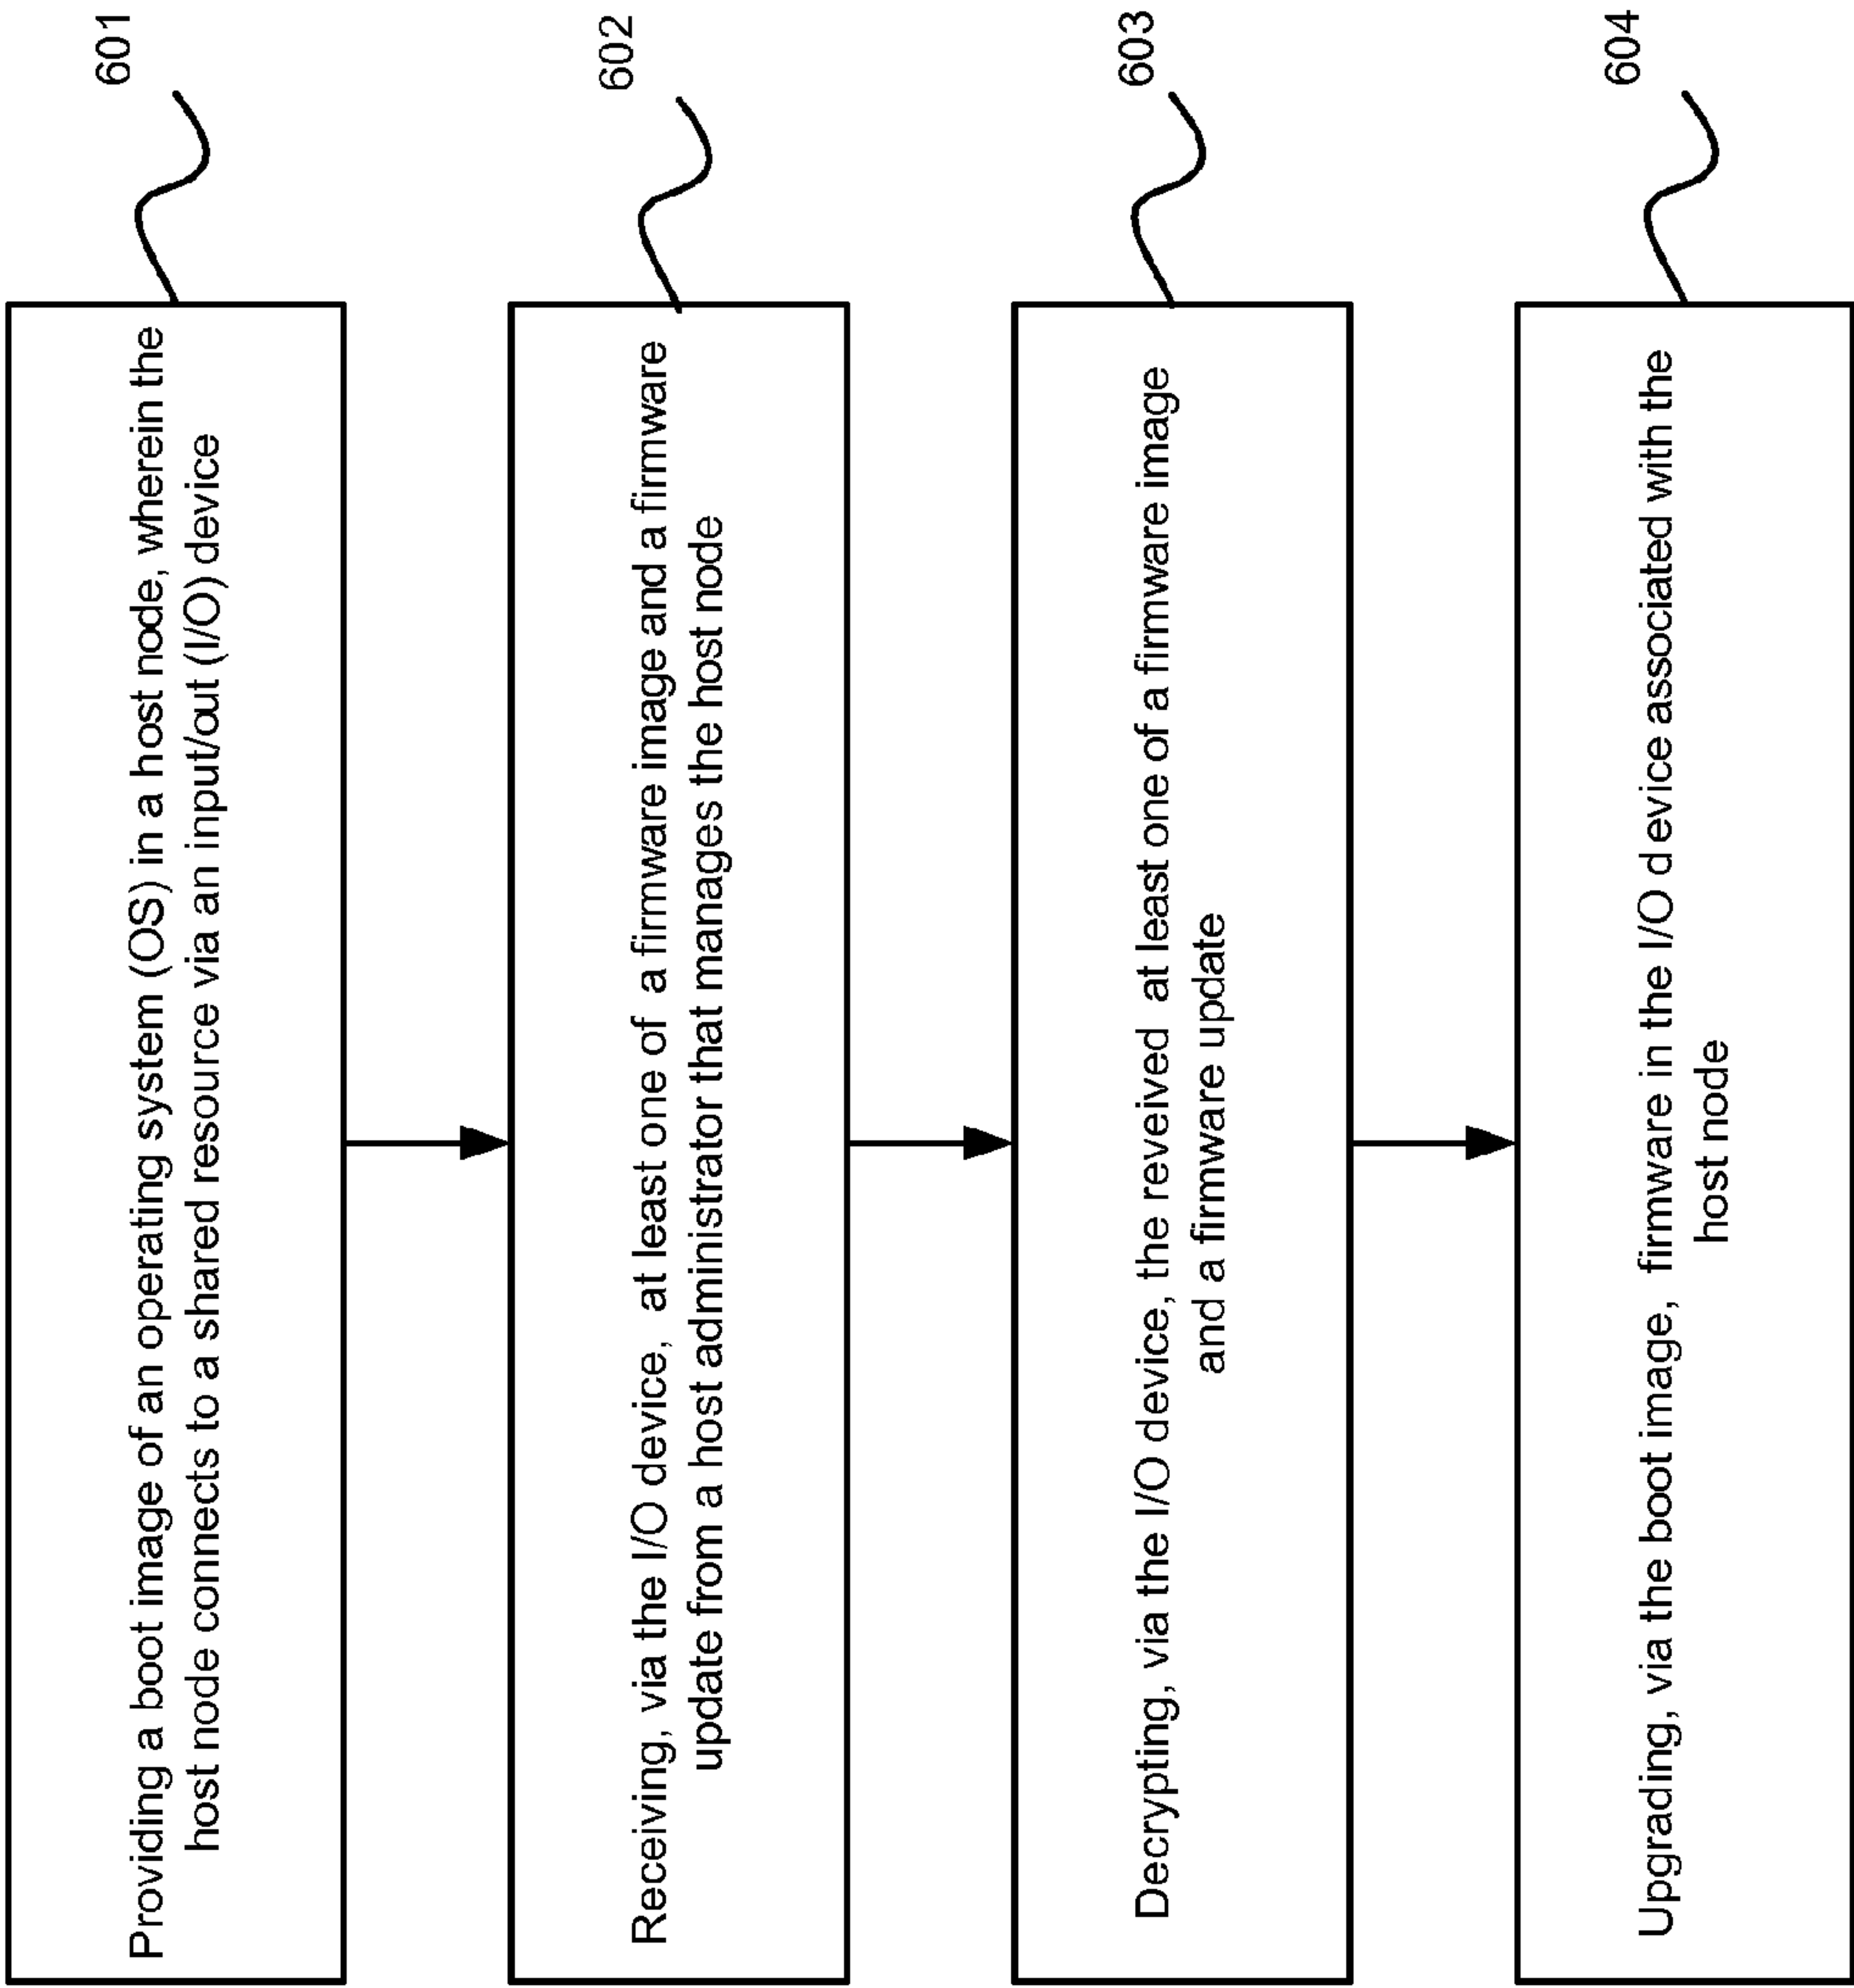 601
Providing a boot image of an operating system (OS) in a host node, wherein the
host node connects to a shared resource via an input/out (I/O) device
602
Receiving, via the I/O device, at least one of a firmware image and a firmware
update from a host administrator that manages the host node
603
Decrypting, via the I/O device, the reveived at least one of a firmware image
and a firmware update
604
Upgrading, via the boot image, firmware in the I/O device associated with the
host node